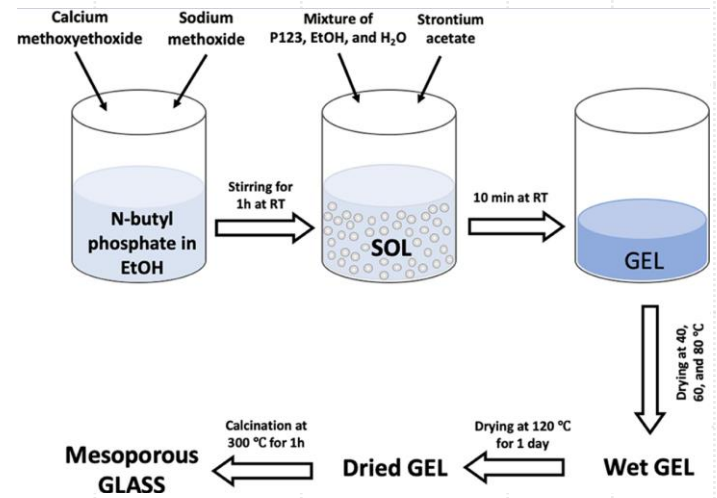 Calcium
methoxyethoxide
Sodium
methoxide
Mixture of
P123, EtOH, and H₂O
Strontium
acetate
N-butyl
phosphate in
EtOH
Stirring for
1h at RT
SOL
10 min at RT
GEL
Drying at 40,
60, and 80 °C
Wet GEL
Drying at 120 °C
for 1 day
Dried GEL
Calcination at
300 °C for 1h
Mesoporous
GLASS